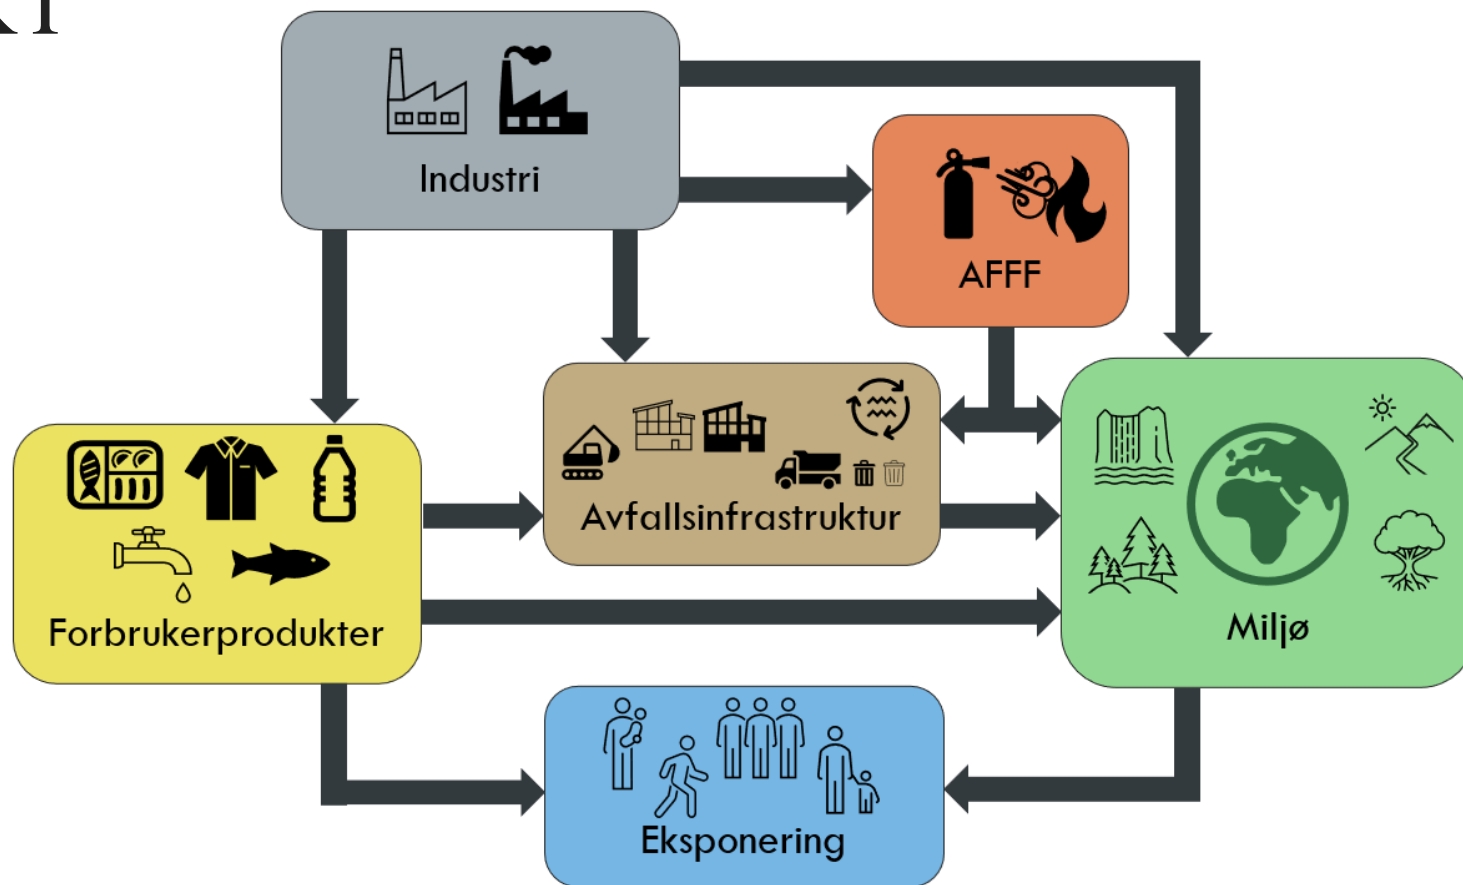 Industri
AFFF
Avfallsinfrastruktur
Forbrukerprodukter
Miljø
Eksponering